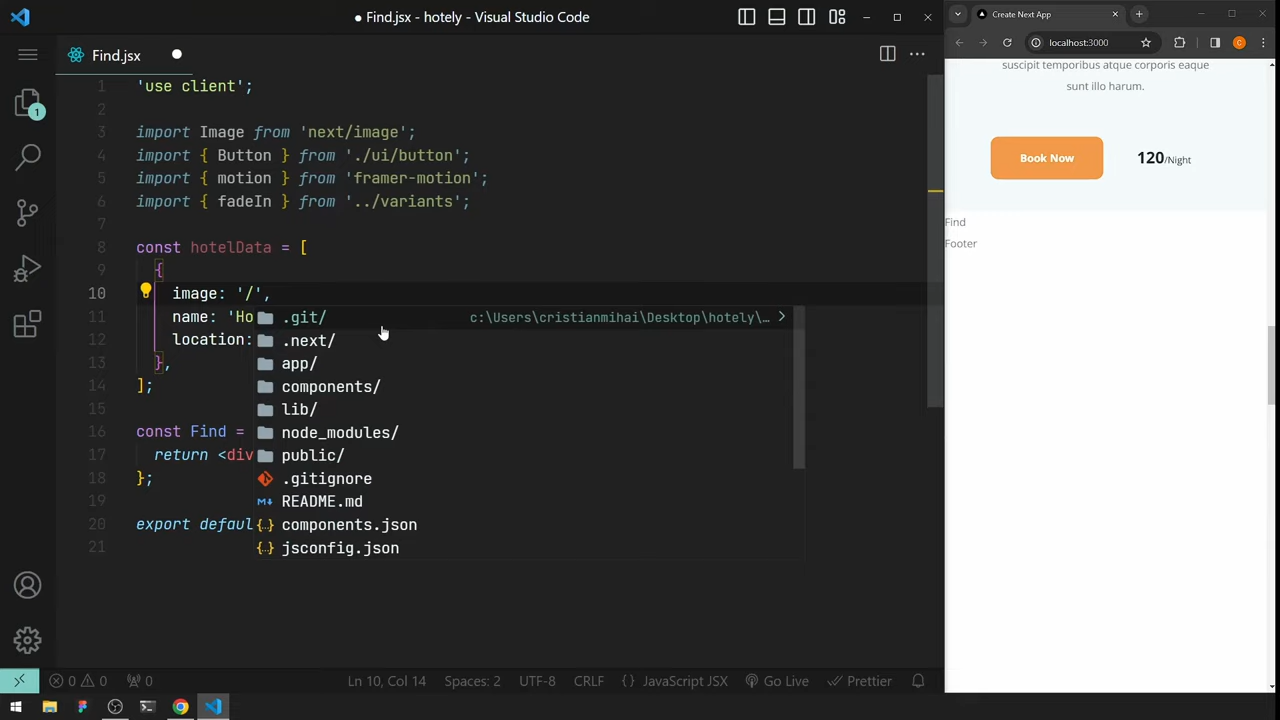 Find.jsx - hotely - Visual Studio Code
Find.jsx
1 'use client';
2
3 import Image from 'next/image';
4 import { Button } from './ui/button';
5 import { motion } from 'framer-motion';
6 import { fadeIn } from '../variants';
7
8 const hotelData = [
9 {
10 image: '/',
11 name: 'Ho
12 location:
13 },
14 ];
15
16 const Find =
17 return <div
18 };
19
20 export defaul
21
.git/ c:\Users\cristianmihai\Desktop\hotely\…
.next/
app/
components/
lib/
node_modules/
public/
.gitignore
README.md
components.json
jsconfig.json
1
0 0 0
Ln 10, Col 14 Spaces: 2 UTF-8 CRLF {} JavaScript JSX Go Live Prettier
Create Next App
localhost:3000
C
suscipit temporibus atque corporis eaque
sunt illo harum.
Book Now 120/Night
Find
Footer